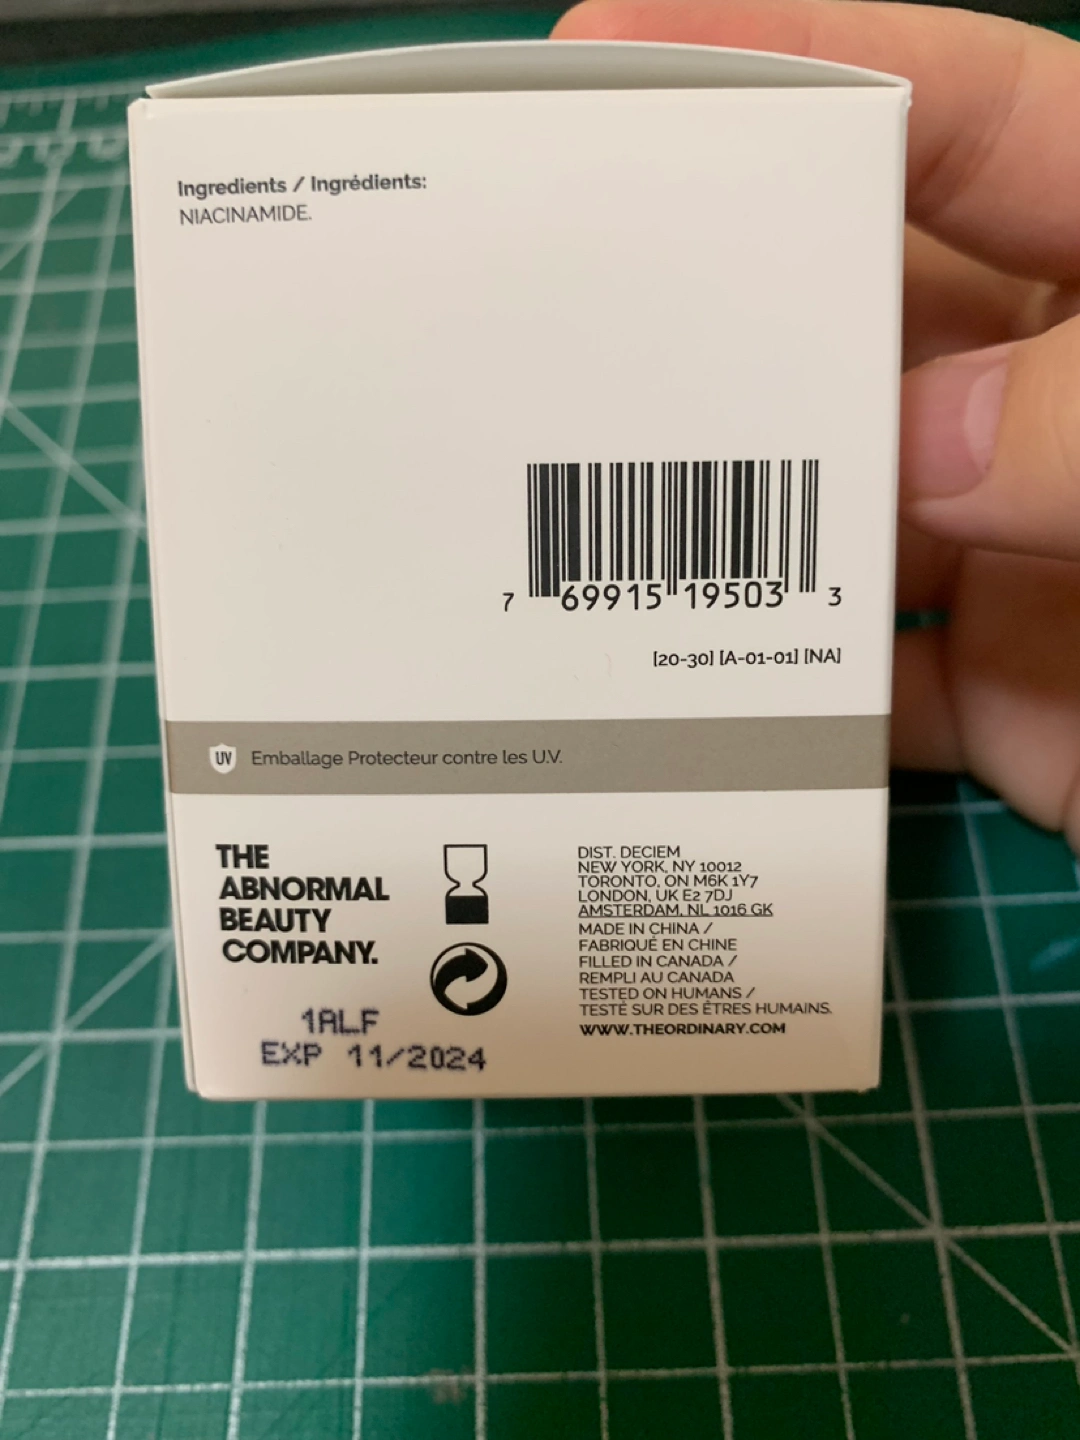 Ingredients / Ingrédients:
NIACINAMIDE.
7 69915 19503 3
[20-30] [A-01-01] [NA]
UV Emballage Protecteur contre les U.V.
THE
ABNORMAL
BEAUTY
COMPANY.
1ALF
EXP 11/2024
DIST. DECIEM
NEW YORK, NY 10012
TORONTO, ON M6K 1Y7
LONDON, UK E2 7DJ
AMSTERDAM, NL 1016 GK
MADE IN CHINA /
FABRIQUÉ EN CHINE
FILLED IN CANADA /
REMPLI AU CANADA
TESTED ON HUMANS /
TESTÉ SUR DES ÊTRES HUMAINS.
WWW.THEORDINARY.COM